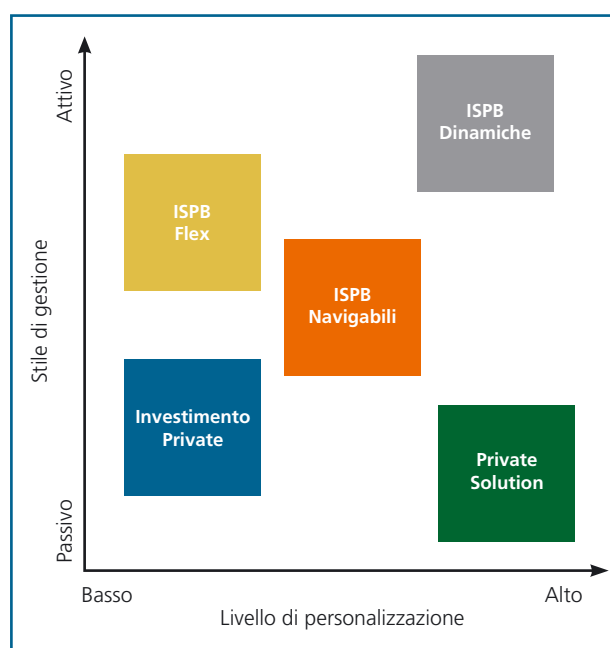 Attivo
ISPB
Dinamiche
ISPB
Flex
Stile di gestione
ISPB
Navigabili
Investimento
Private
Private
Solution
Passivo
Basso
Alto
Livello di personalizzazione